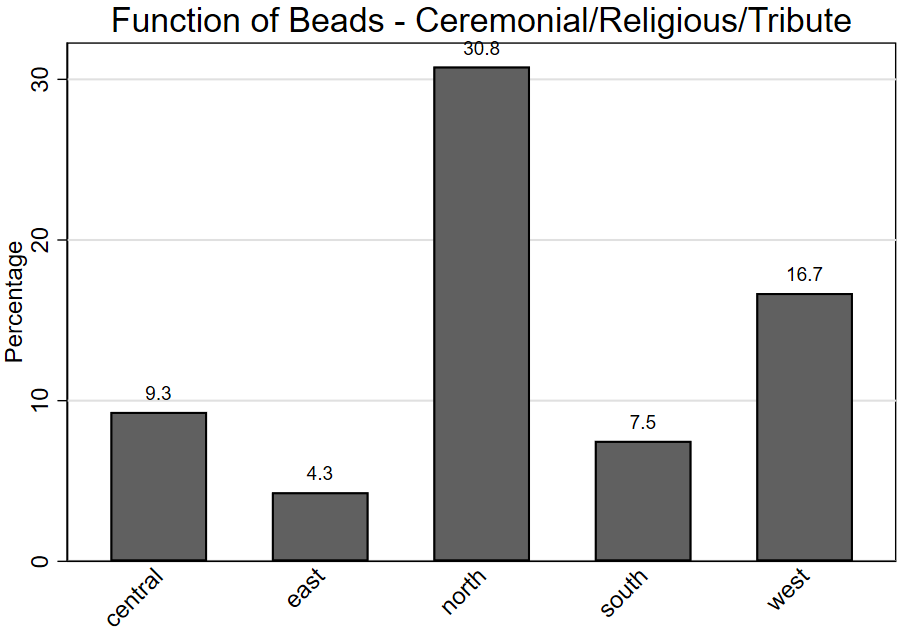 Function of Beads - Ceremonial/Religious/Tribute
30.8
30
20
16.7
Percentage
9.3
10
7.5
4.3
0
central
east
north
south
west